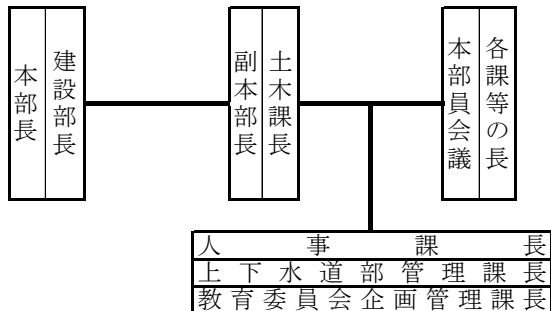 本部長
建設部長
副本部長
土木課長
本部員会議
各課等の長
人事課長
上下水道部管理課長
教育委員会企画管理課長